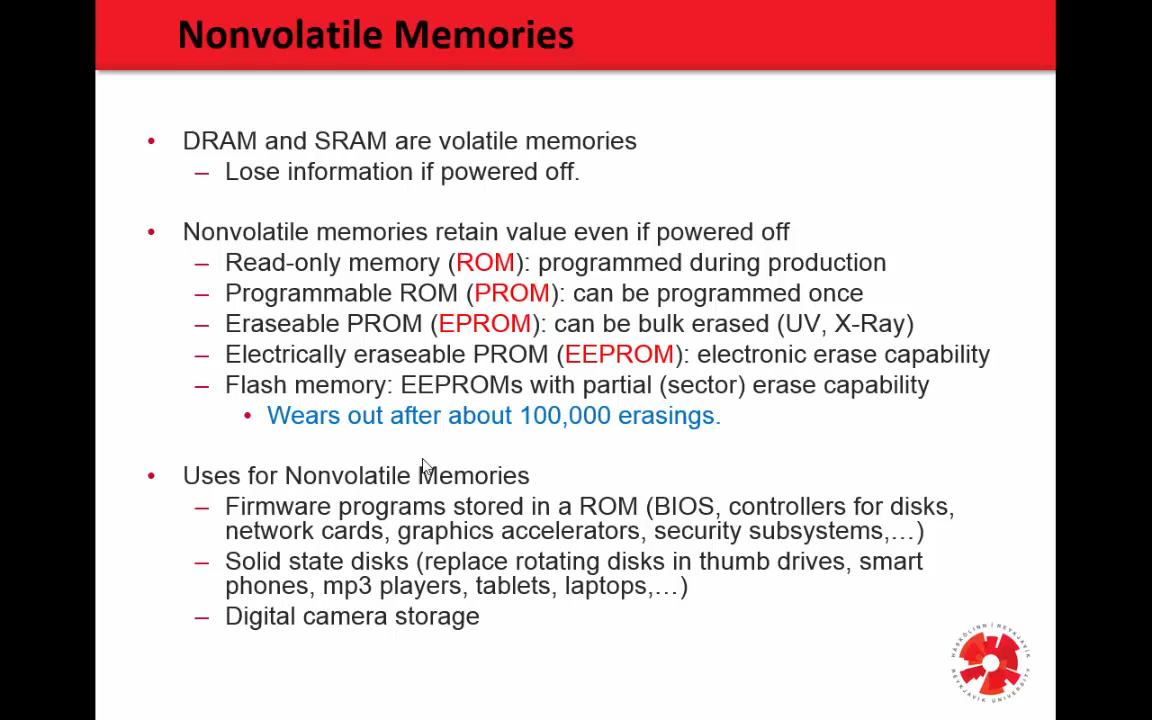 Nonvolatile Memories
• DRAM and SRAM are volatile memories
– Lose information if powered off.
• Nonvolatile memories retain value even if powered off
– Read-only memory (ROM): programmed during production
– Programmable ROM (PROM): can be programmed once
– Eraseable PROM (EPROM): can be bulk erased (UV, X-Ray)
– Electrically eraseable PROM (EEPROM): electronic erase capability
– Flash memory: EEPROMs with partial (sector) erase capability
• Wears out after about 100,000 erasings.
• Uses for Nonvolatile Memories
– Firmware programs stored in a ROM (BIOS, controllers for disks,
network cards, graphics accelerators, security subsystems,…)
– Solid state disks (replace rotating disks in thumb drives, smart
phones, mp3 players, tablets, laptops,…)
– Digital camera storage
HÁSKÓLINN Í REYKJAVÍK
REYKJAVIK UNIVERSITY